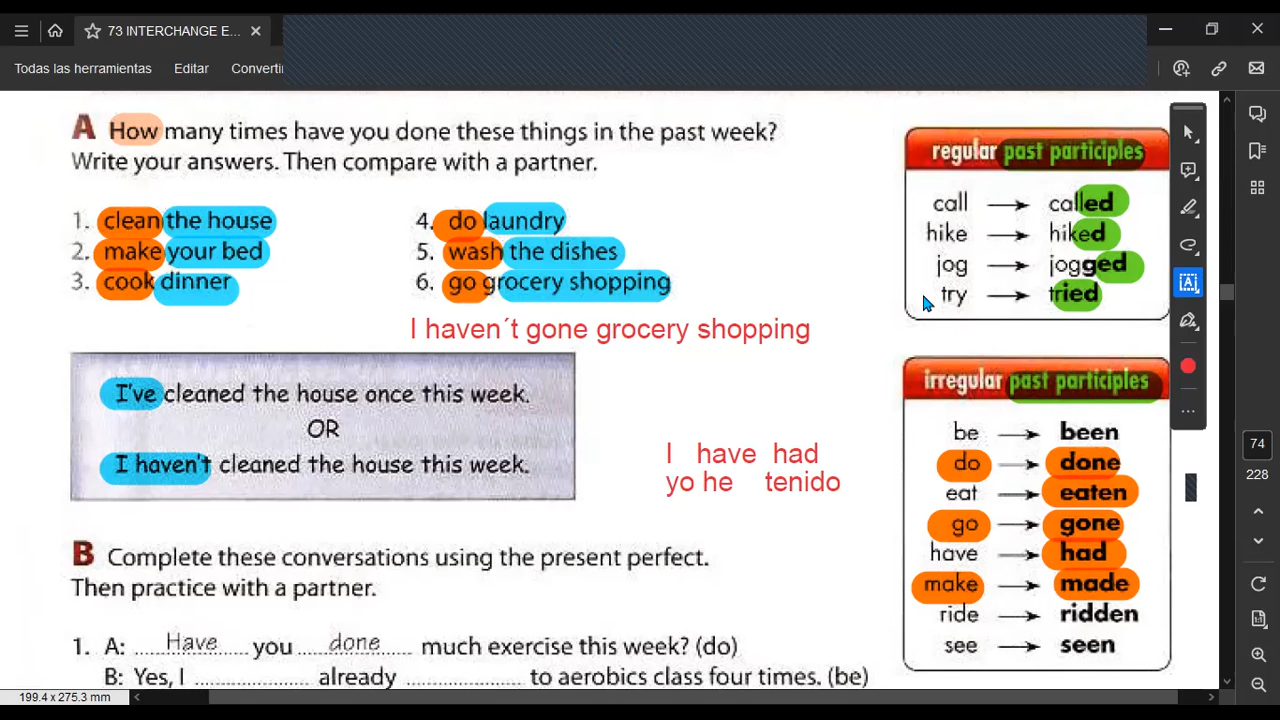 73 INTERCHANGE E...
Todas las herramientas Editar Convertir
A How many times have you done these things in the past week?
Write your answers. Then compare with a partner.
1. clean the house
2. make your bed
3. cook dinner
4. do laundry
5. wash the dishes
6. go grocery shopping
I haven´t gone grocery shopping
I've cleaned the house once this week.
OR
I haven't cleaned the house this week.
I have had
yo he tenido
B Complete these conversations using the present perfect.
Then practice with a partner.
1. A: Have you done much exercise this week? (do)
B: Yes, I ........ already ........ to aerobics class four times. (be)
regular past participles
call → called
hike → hiked
jog → jogged
try → tried
irregular past participles
be → been
do → done
eat → eaten
go → gone
have → had
make → made
ride → ridden
see → seen
74
228
199.4 x 275.3 mm